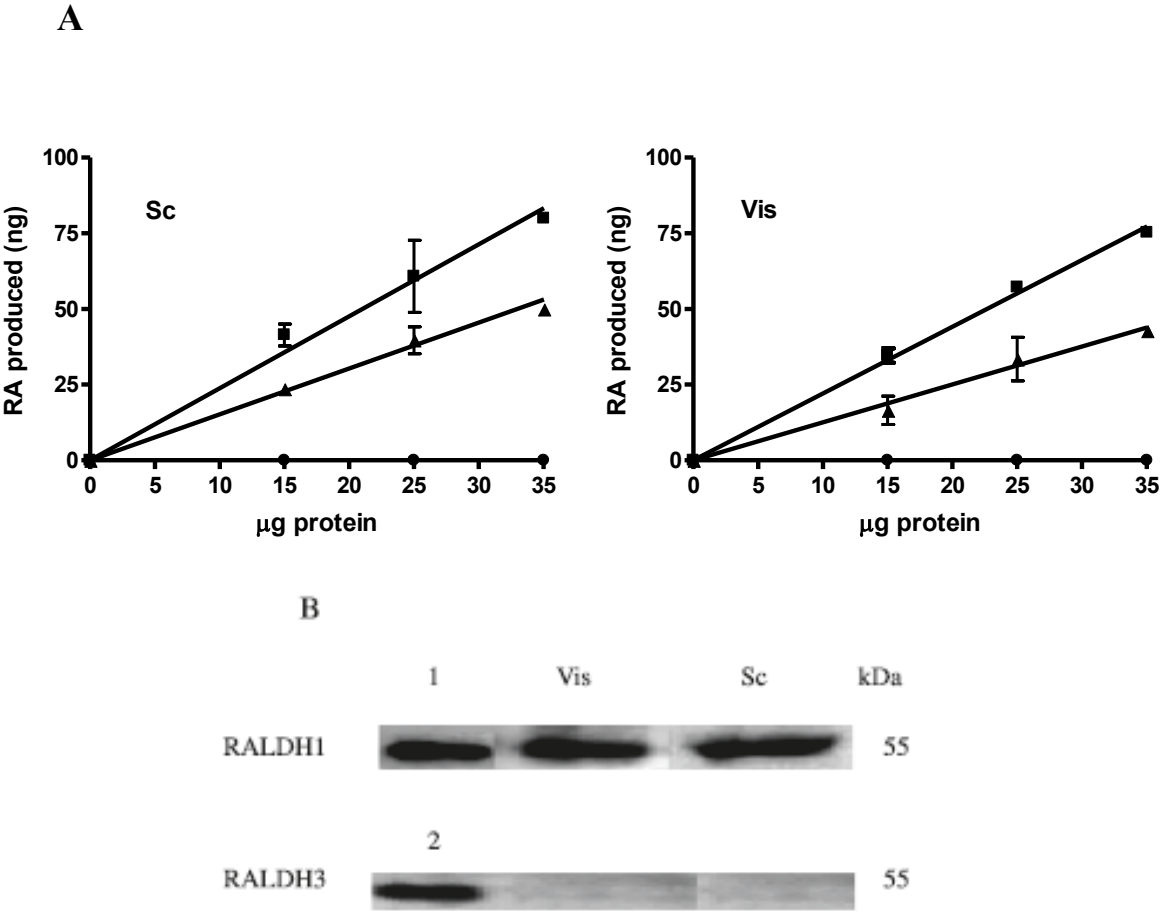 A
Sc
Vis
100
75
50
25
0
RA produced (ng)
0 5 10 15 20 25 30 35
μg protein
100
75
50
25
0
RA produced (ng)
0 5 10 15 20 25 30 35
μg protein
B
1 Vis Sc kDa
RALDH1 55
2
RALDH3 55